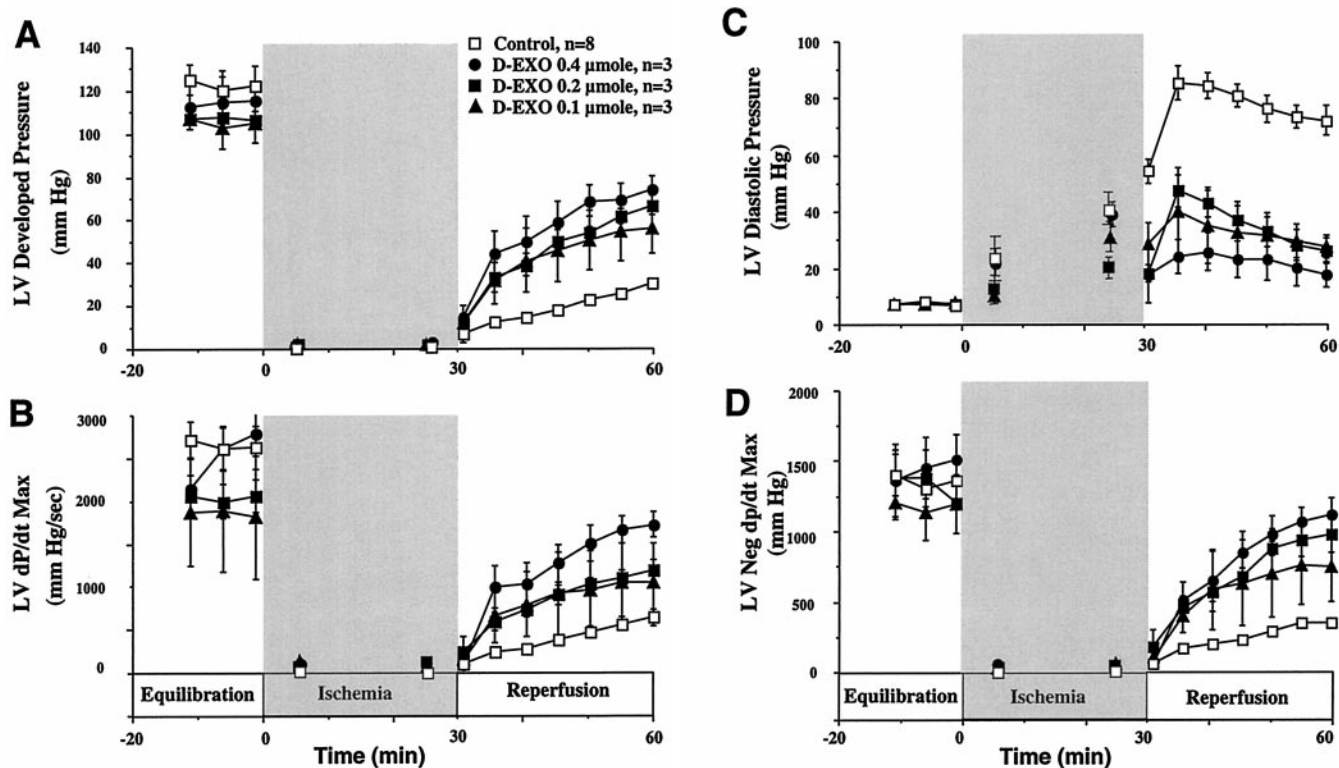 A
LV Developed Pressure
(mm Hg)
140
120
100
80
60
40
20
0
-20
0
30
60
Control, n=8
D-EXO 0.4 µmole, n=3
D-EXO 0.2 µmole, n=3
D-EXO 0.1 µmole, n=3
B
LV dP/dt Max
(mm Hg/sec)
3000
2000
1000
0
Equilibration
Ischemia
Reperfusion
-20
0
30
60
Time (min)
C
LV Diastolic Pressure
(mm Hg)
100
80
60
40
20
0
-20
0
30
60
D
LV Neg dp/dt Max
(mm Hg)
2000
1500
1000
500
0
Equilibration
Ischemia
Reperfusion
-20
0
30
60
Time (min)